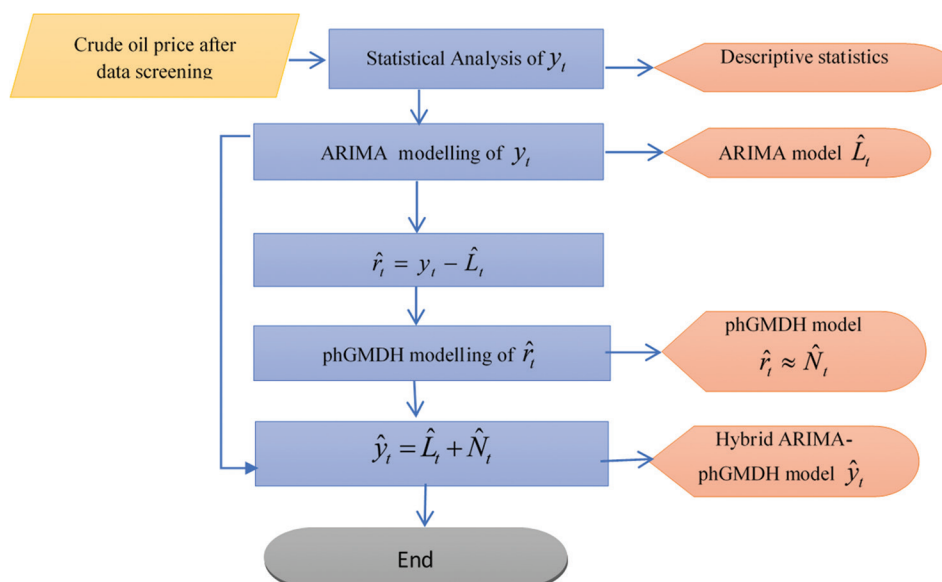 Crude oil price after
data screening
Statistical Analysis of y_t
Descriptive statistics
ARIMA modelling of y_t
ARIMA model L̂_t
r̂_t = y_t − L̂_t
phGMDH modelling of r̂_t
phGMDH model
r̂_t ≈ N̂_t
ŷ_t = L̂_t + N̂_t
Hybrid ARIMA-
phGMDH model ŷ_t
End